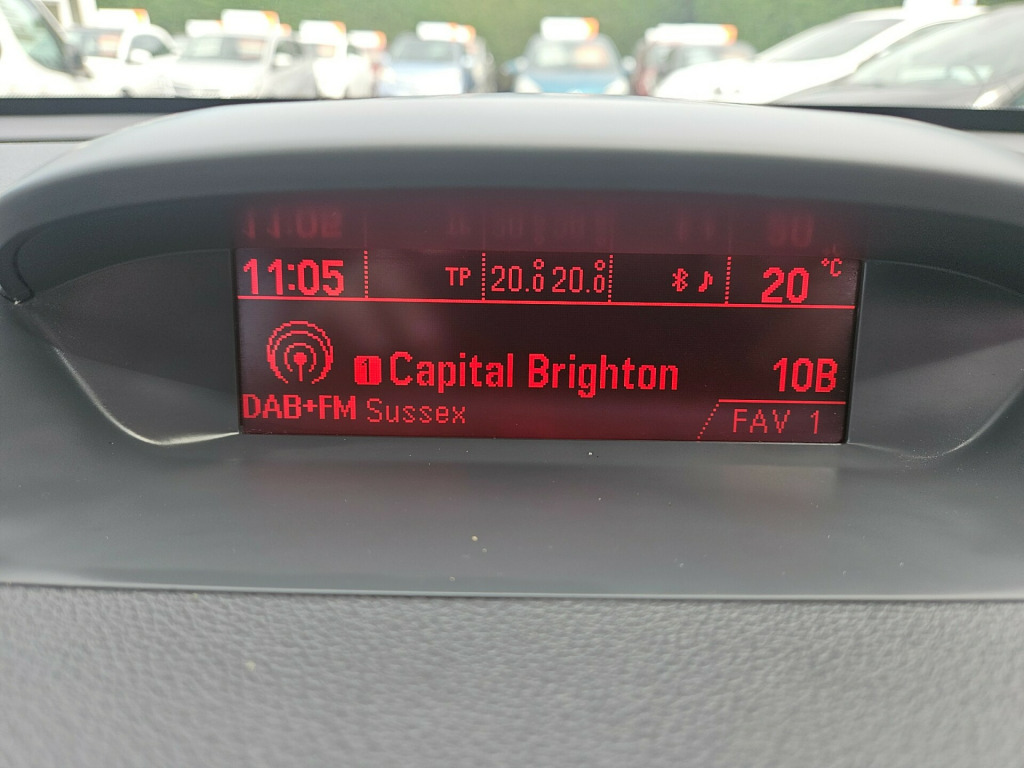 11:05 TP 20.0° 20.0° 20 °C
1 Capital Brighton 10B
DAB+FM Sussex FAV 1